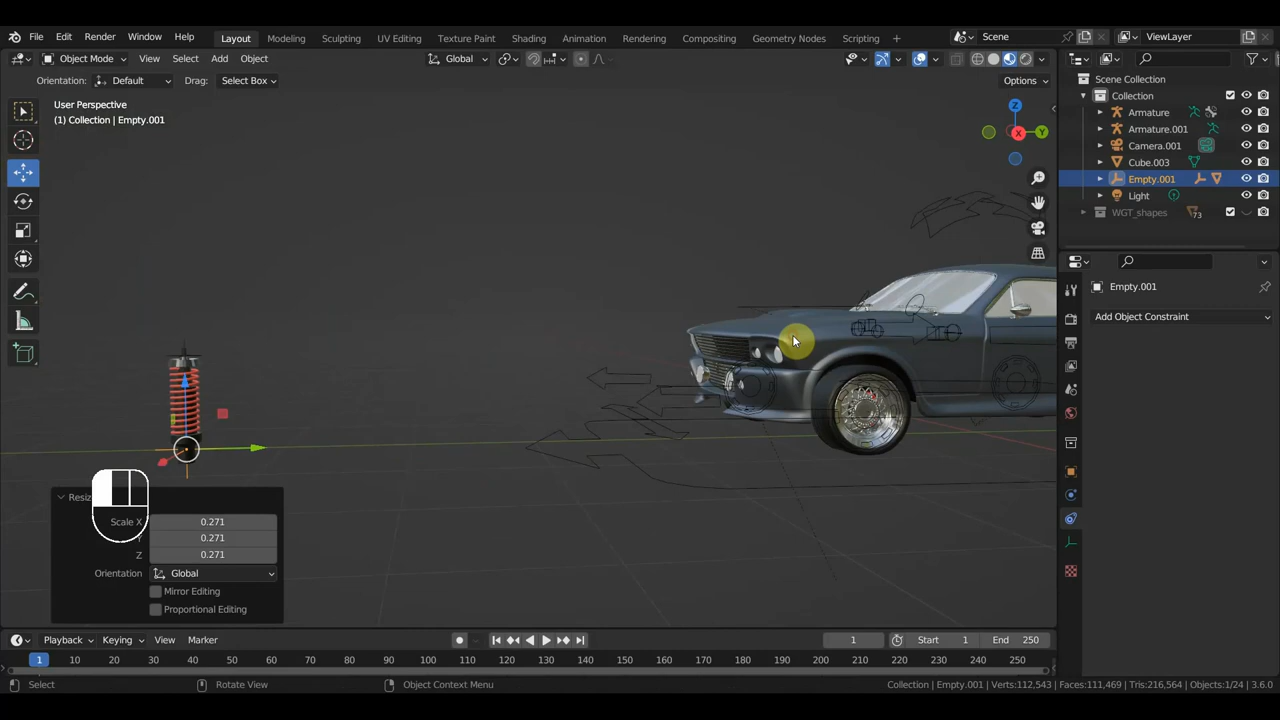 File Edit Render Window Help Layout Modeling Sculpting UV Editing Texture Paint Shading Animation Rendering Compositing Geometry Nodes Scripting + Scene ViewLayer
Object Mode View Select Add Object Global Options
Orientation: Default Drag: Select Box
User Perspective
(1) Collection | Empty.001
Z
Y
X
Scene Collection
Collection
Armature
Armature.001
Camera.001
Cube.003
Empty.001
Light
WGT_shapes 73
Empty.001
Add Object Constraint
Scale X 0.271
0.271
Z 0.271
Orientation Global
Mirror Editing
Proportional Editing
Playback Keying View Marker 1 Start 1 End 250
1 10 20 30 40 50 60 70 80 90 100 110 120 130 140 150 160 170 180 190 200 210 220 230 240 250
Select Rotate View Object Context Menu Collection | Empty.001 | Verts:112,543 | Faces:111,469 | Tris:216,564 | Objects:1/24 | 3.6.0